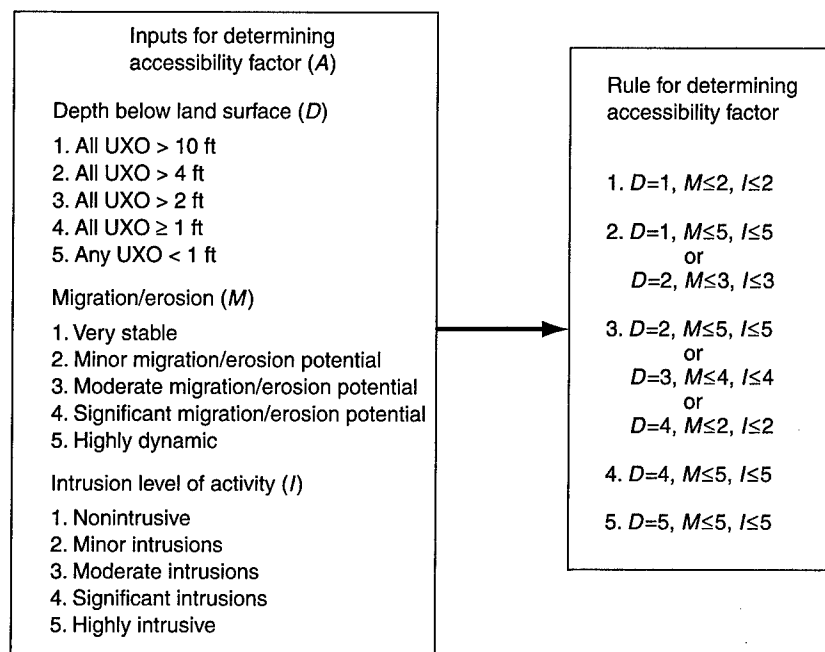 Inputs for determining
accessibility factor (A)
Depth below land surface (D)
1. All UXO > 10 ft
2. All UXO > 4 ft
3. All UXO > 2 ft
4. All UXO ≥ 1 ft
5. Any UXO < 1 ft
Migration/erosion (M)
1. Very stable
2. Minor migration/erosion potential
3. Moderate migration/erosion potential
4. Significant migration/erosion potential
5. Highly dynamic
Intrusion level of activity (I)
1. Nonintrusive
2. Minor intrusions
3. Moderate intrusions
4. Significant intrusions
5. Highly intrusive
Rule for determining
accessibility factor
1. D=1, M≤2, I≤2
2. D=1, M≤5, I≤5
or
D=2, M≤3, I≤3
3. D=2, M≤5, I≤5
or
D=3, M≤4, I≤4
or
D=4, M≤2, I≤2
4. D=4, M≤5, I≤5
5. D=5, M≤5, I≤5